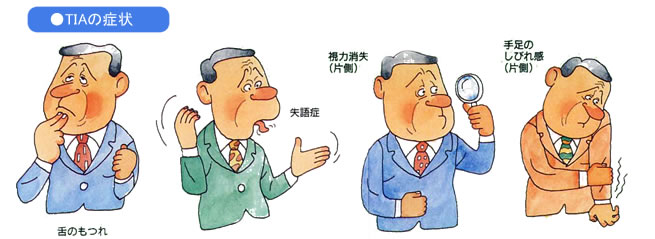 ●TIAの症状
舌のもつれ
失語症
視力消失
(片側)
手足の
しびれ感
(片側)